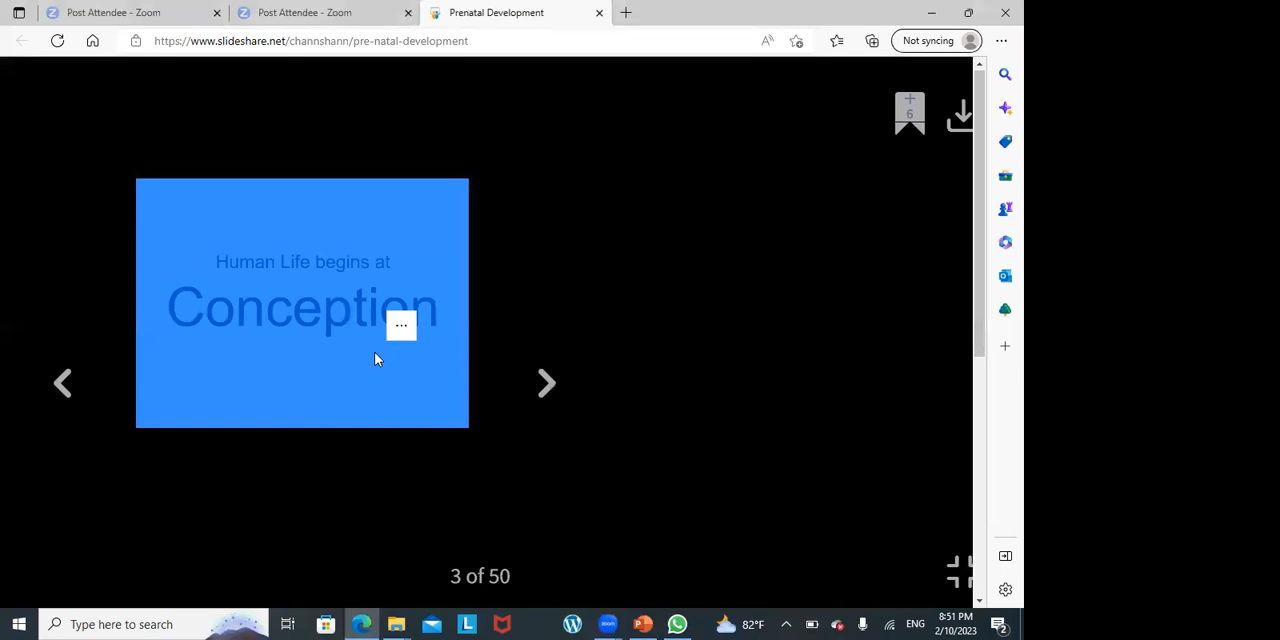 Post Attendee - Zoom
Post Attendee - Zoom
Prenatal Development
https://www.slideshare.net/channshann/pre-natal-development
Not syncing
6
Human Life begins at
Conception
3 of 50
Type here to search
82°F
ENG
8:51 PM
2/10/2023
2